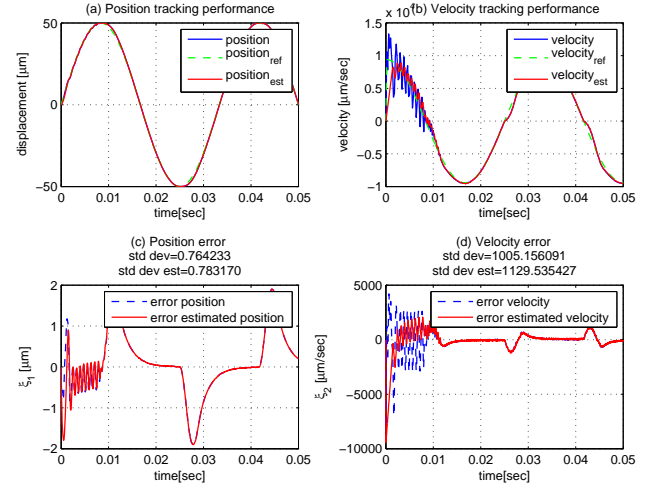 (a) Position tracking performance
50
0
−50
0 0.01 0.02 0.03 0.04 0.05
displacement [μm]
time[sec]
position
position_ref
position_est
(b) Velocity tracking performance
x 10
1.5
1
0.5
0
−0.5
−1
0 0.01 0.02 0.03 0.04 0.05
velocity [μm/sec]
time[sec]
velocity
velocity_ref
velocity_est
(c) Position error
std dev=0.764233
std dev est=0.783170
2
1
0
−1
−2
0 0.01 0.02 0.03 0.04 0.05
ξ_1 [μm]
time[sec]
error position
error estimated position
(d) Velocity error
std dev=1005.156091
std dev est=1129.535427
5000
0
−5000
−10000
0 0.01 0.02 0.03 0.04 0.05
ξ_2 [μm/sec]
time[sec]
error velocity
error estimated velocity